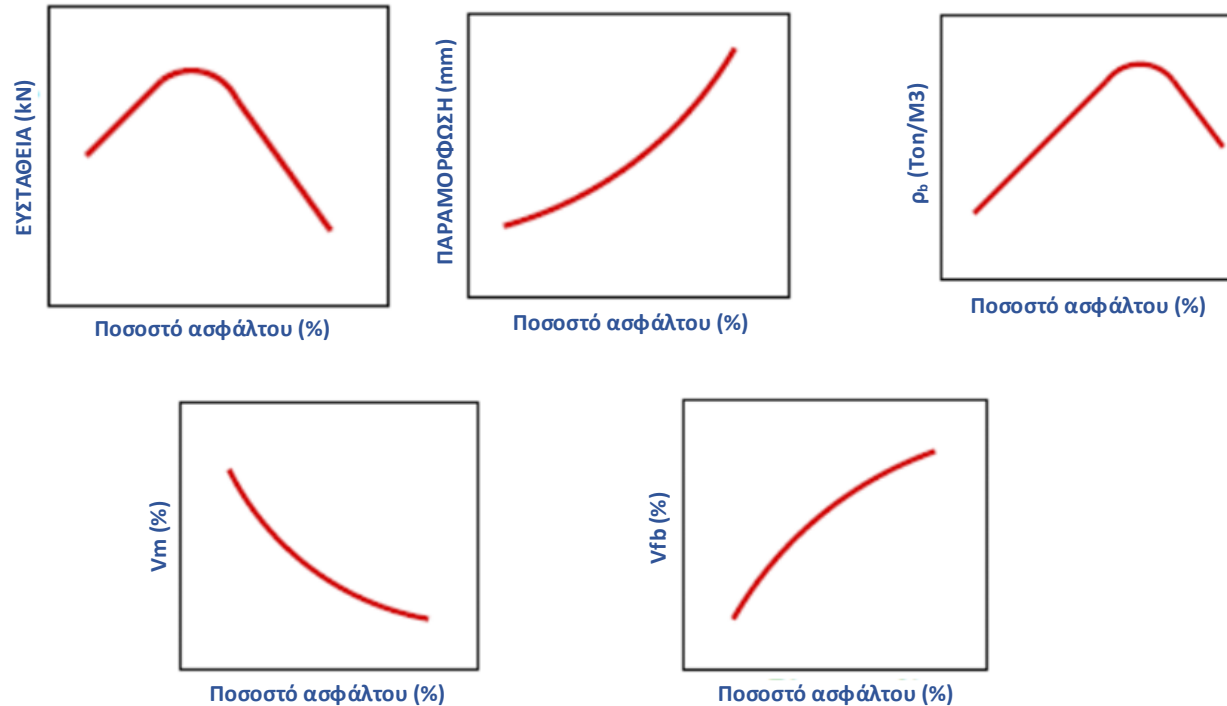 ΕΥΣΤΑΘΕΙΑ (kN)
Ποσοστό ασφάλτου (%)
ΠΑΡΑΜΟΡΦΩΣΗ (mm)
Ποσοστό ασφάλτου (%)
ρb (Ton/M3)
Ποσοστό ασφάλτου (%)
Vm (%)
Ποσοστό ασφάλτου (%)
Vfb (%)
Ποσοστό ασφάλτου (%)